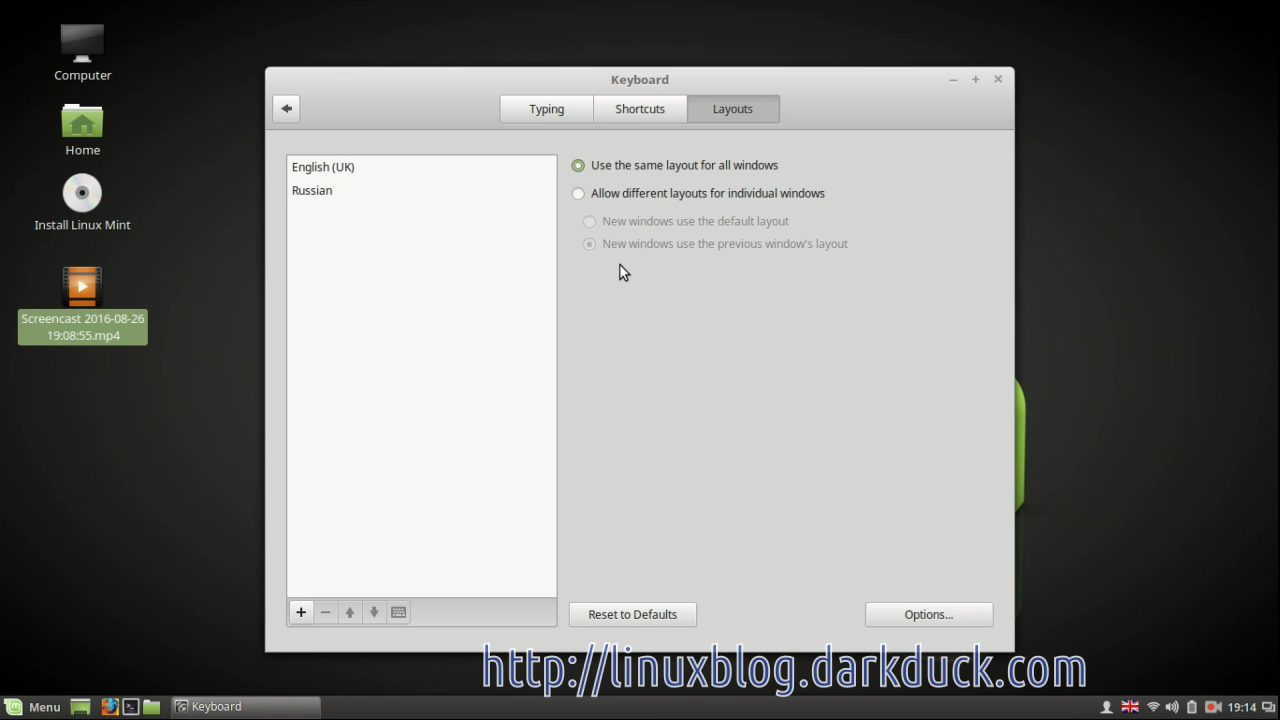 Computer
Home
Install Linux Mint
Screencast 2016-08-26
19:08:55.mp4
Keyboard
Typing
Shortcuts
Layouts
English (UK)
Russian
Use the same layout for all windows
Allow different layouts for individual windows
New windows use the default layout
New windows use the previous window's layout
Reset to Defaults
Options...
http://linuxblog.darkduck.com
Menu
Keyboard
19:14